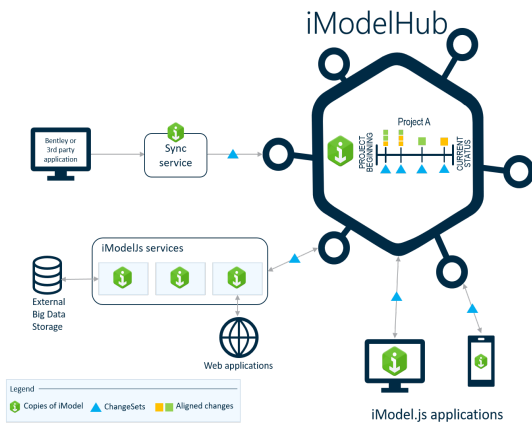 iModelHub
Project A
PROJECT
BEGINNING
CURRENT
STATUS
Bentley or
3rd party
application
Sync
service
iModelJs services
External
Big Data
Storage
Web applications
iModel.js applications
Legend
Copies of iModel
ChangeSets
Aligned changes